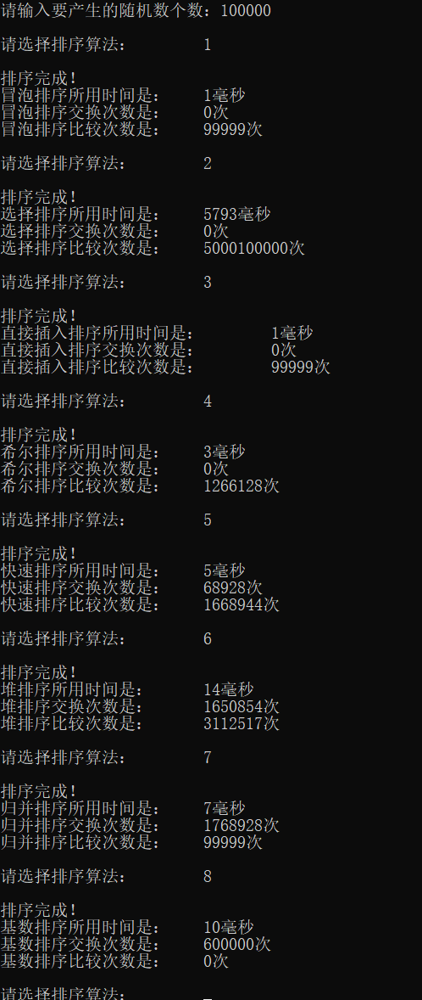 请输入要产生的随机数个数：100000
请选择排序算法： 1
排序完成！
冒泡排序所用时间是： 1毫秒
冒泡排序交换次数是： 0次
冒泡排序比较次数是： 99999次
请选择排序算法： 2
排序完成！
选择排序所用时间是： 5793毫秒
选择排序交换次数是： 0次
选择排序比较次数是： 5000100000次
请选择排序算法： 3
排序完成！
直接插入排序所用时间是： 1毫秒
直接插入排序交换次数是： 0次
直接插入排序比较次数是： 99999次
请选择排序算法： 4
排序完成！
希尔排序所用时间是： 3毫秒
希尔排序交换次数是： 0次
希尔排序比较次数是： 1266128次
请选择排序算法： 5
排序完成！
快速排序所用时间是： 5毫秒
快速排序交换次数是： 68928次
快速排序比较次数是： 1668944次
请选择排序算法： 6
排序完成！
堆排序所用时间是： 14毫秒
堆排序交换次数是： 1650854次
堆排序比较次数是： 3112517次
请选择排序算法： 7
排序完成！
归并排序所用时间是： 7毫秒
归并排序交换次数是： 1768928次
归并排序比较次数是： 99999次
请选择排序算法： 8
排序完成！
基数排序所用时间是： 10毫秒
基数排序交换次数是： 600000次
基数排序比较次数是： 0次
请选择排序算法：